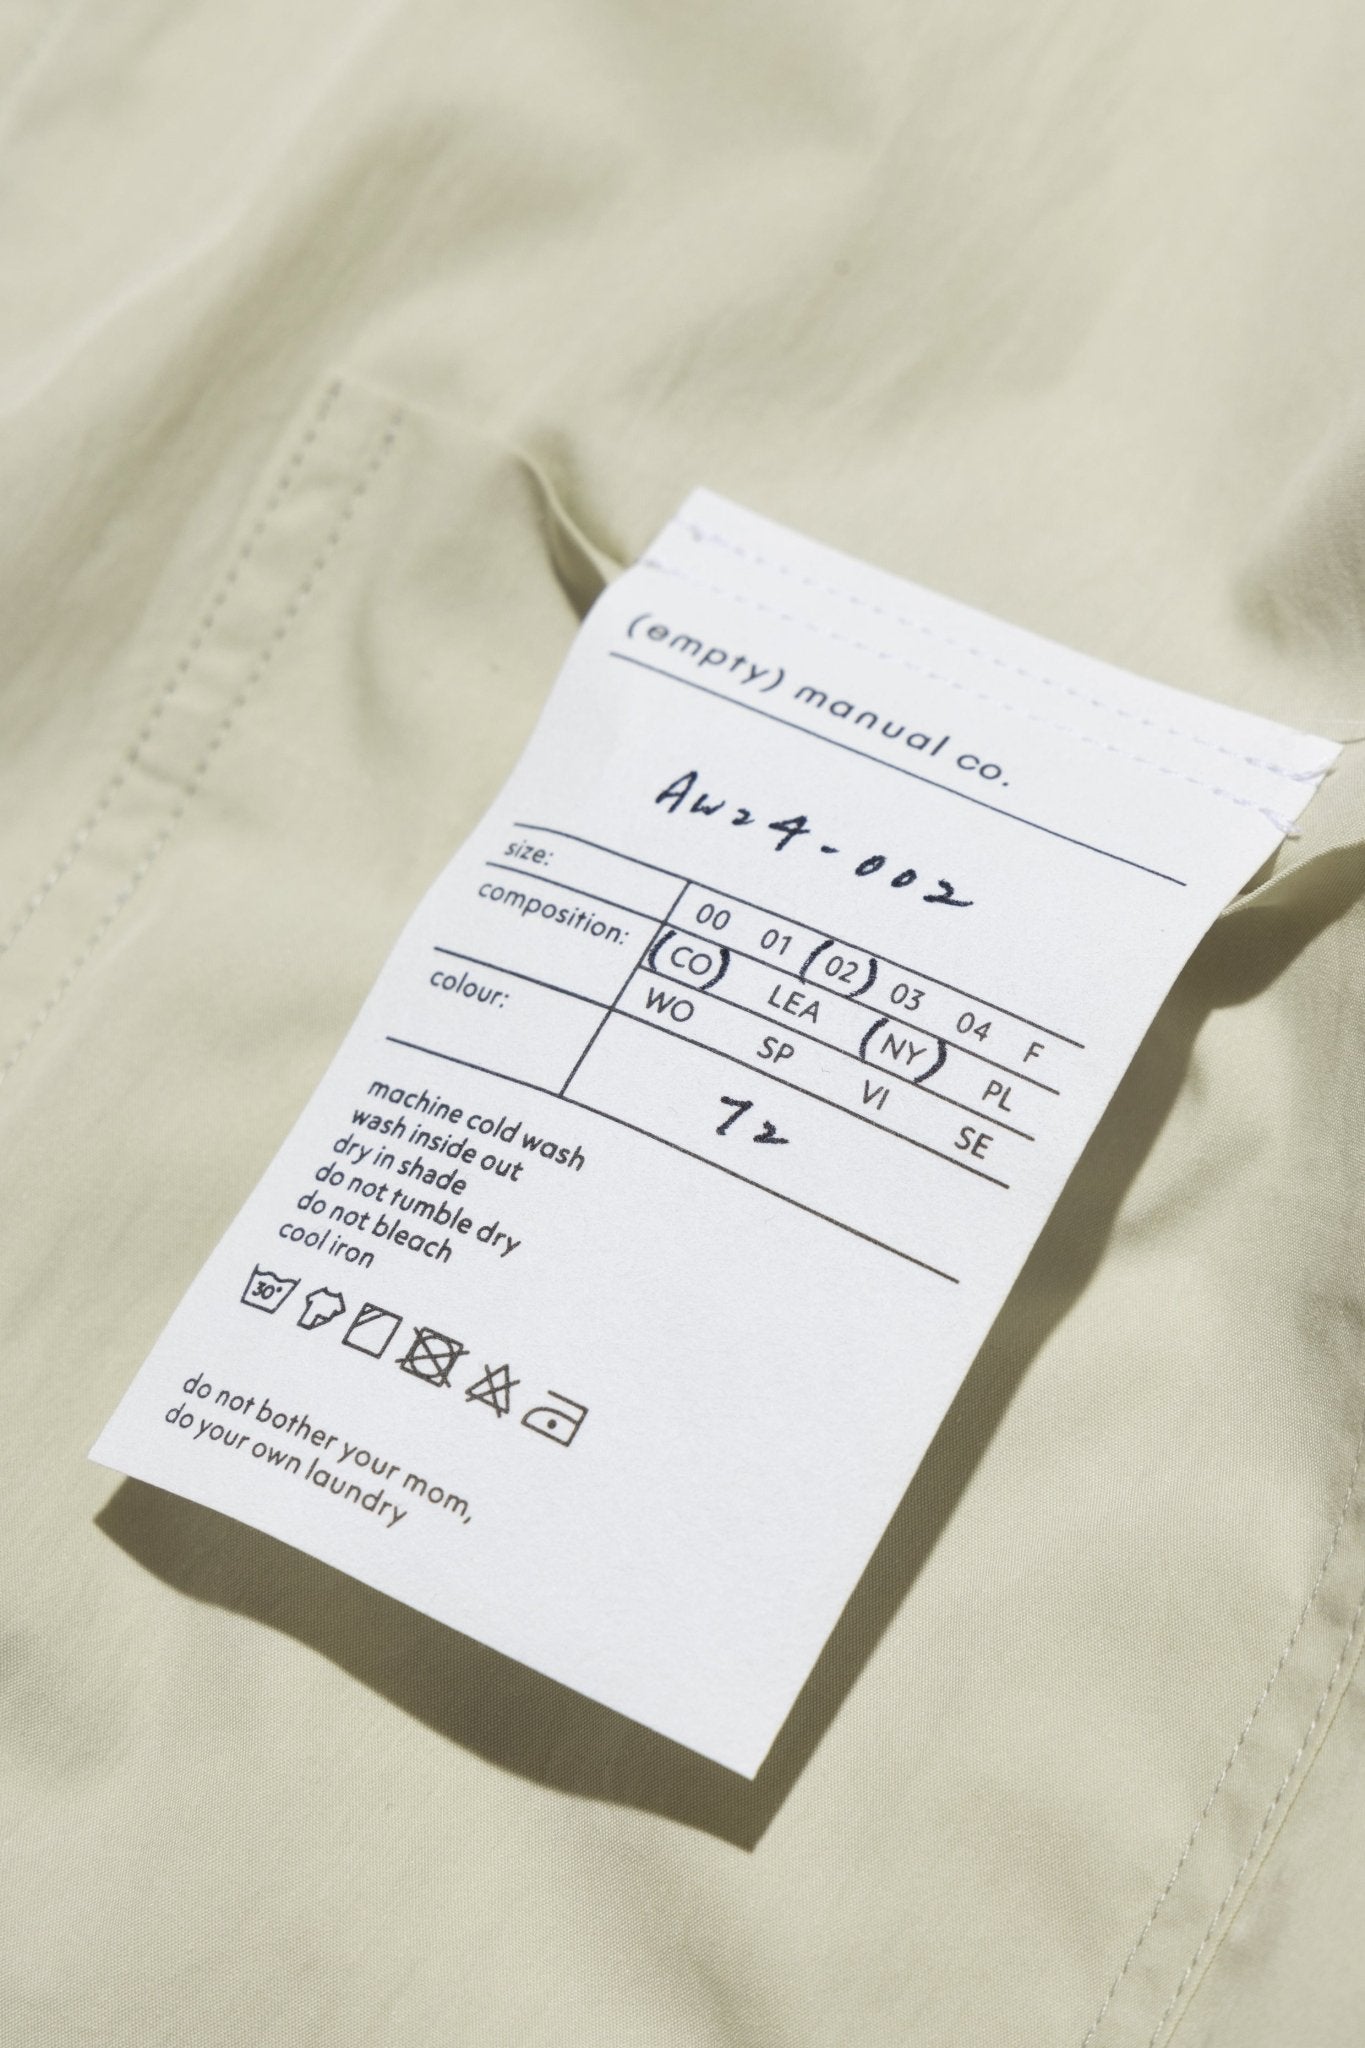 (empty) manual co.
AW24-002
size: 00 01 (02) 03 04 F
composition: (CO) LEA (NY) PL
WO SP VI SE
colour: 72
machine cold wash
wash inside out
dry in shade
do not tumble dry
do not bleach
cool iron
30°
do not bother your mom,
do your own laundry